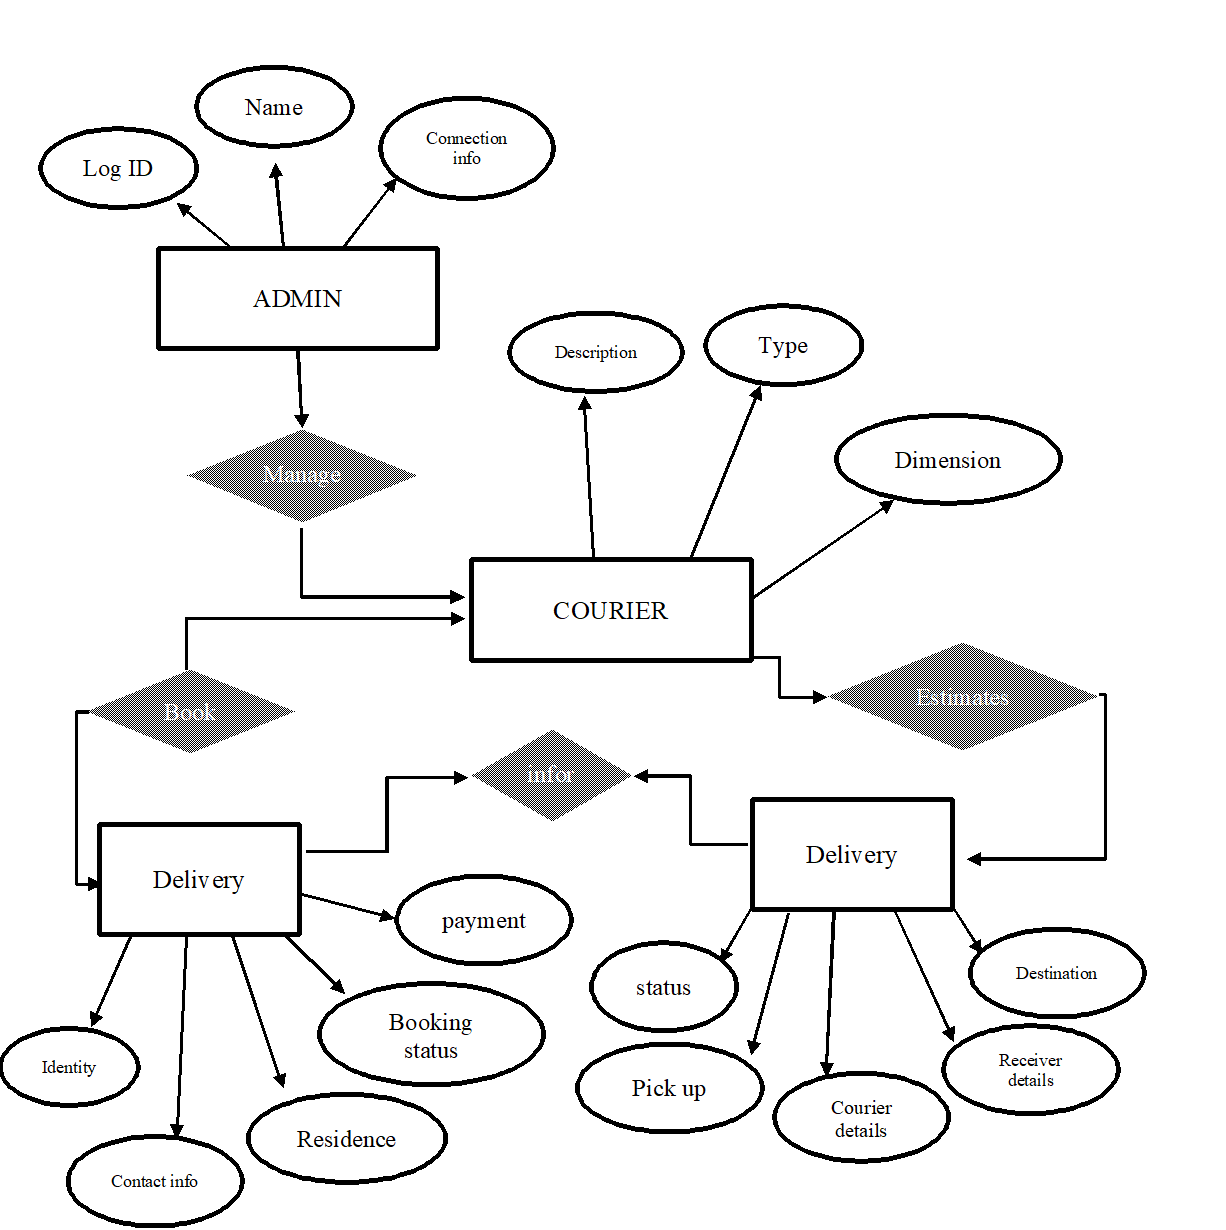 Name
Connection
info
Log ID
ADMIN
Description
Type
Manage
Dimension
COURIER
Book
Estimates
infor
Delivery
Delivery
payment
status
Destination
Booking
status
Identity
Pick up
Receiver
details
Residence
Courier
details
Contact info